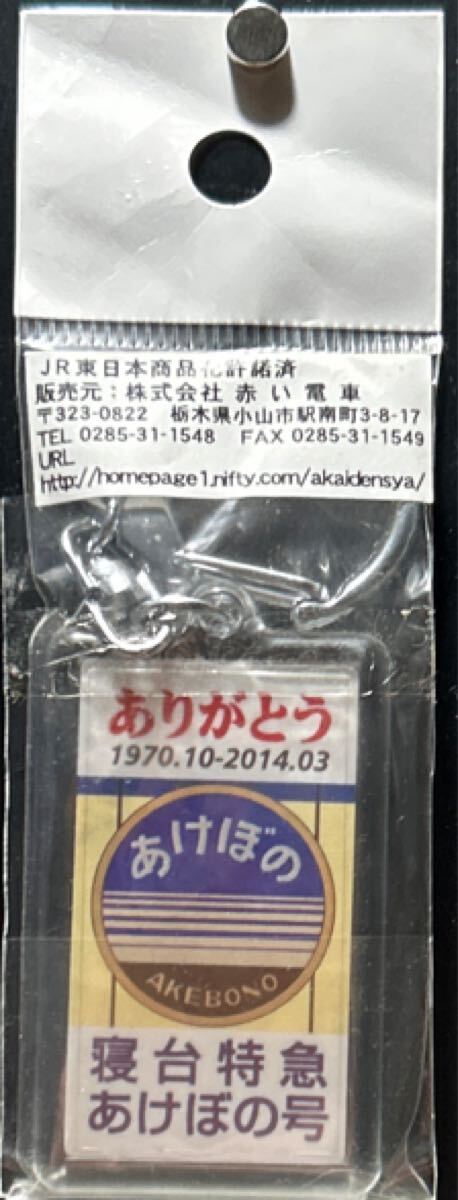 JR東日本商品化許諾済
販売元：株式会社 赤い電車
〒323-0822 栃木県小山市駅南町3-8-17
TEL 0285-31-1548 FAX 0285-31-1549
URL
http://homepage1.nifty.com/akaidensya/
ありがとう
1970.10-2014.03
あけぼの
AKEBONO
寝台特急
あけぼの号